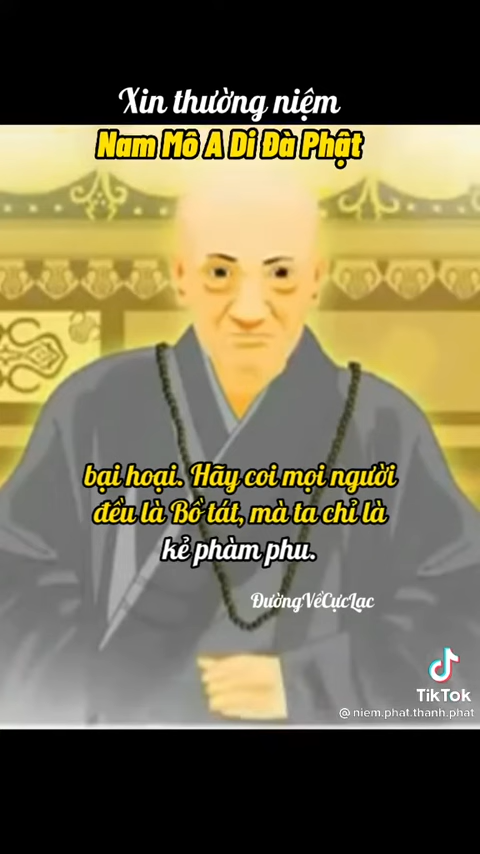 Xin thường niệm
Nam Mô A Di Đà Phật
bại hoại. Hãy coi mọi người
đều là Bồ tát, mà ta chỉ là
kẻ phàm phu.
ĐườngVềCựcLạc
TikTok
@niem.phat.thanh.phat